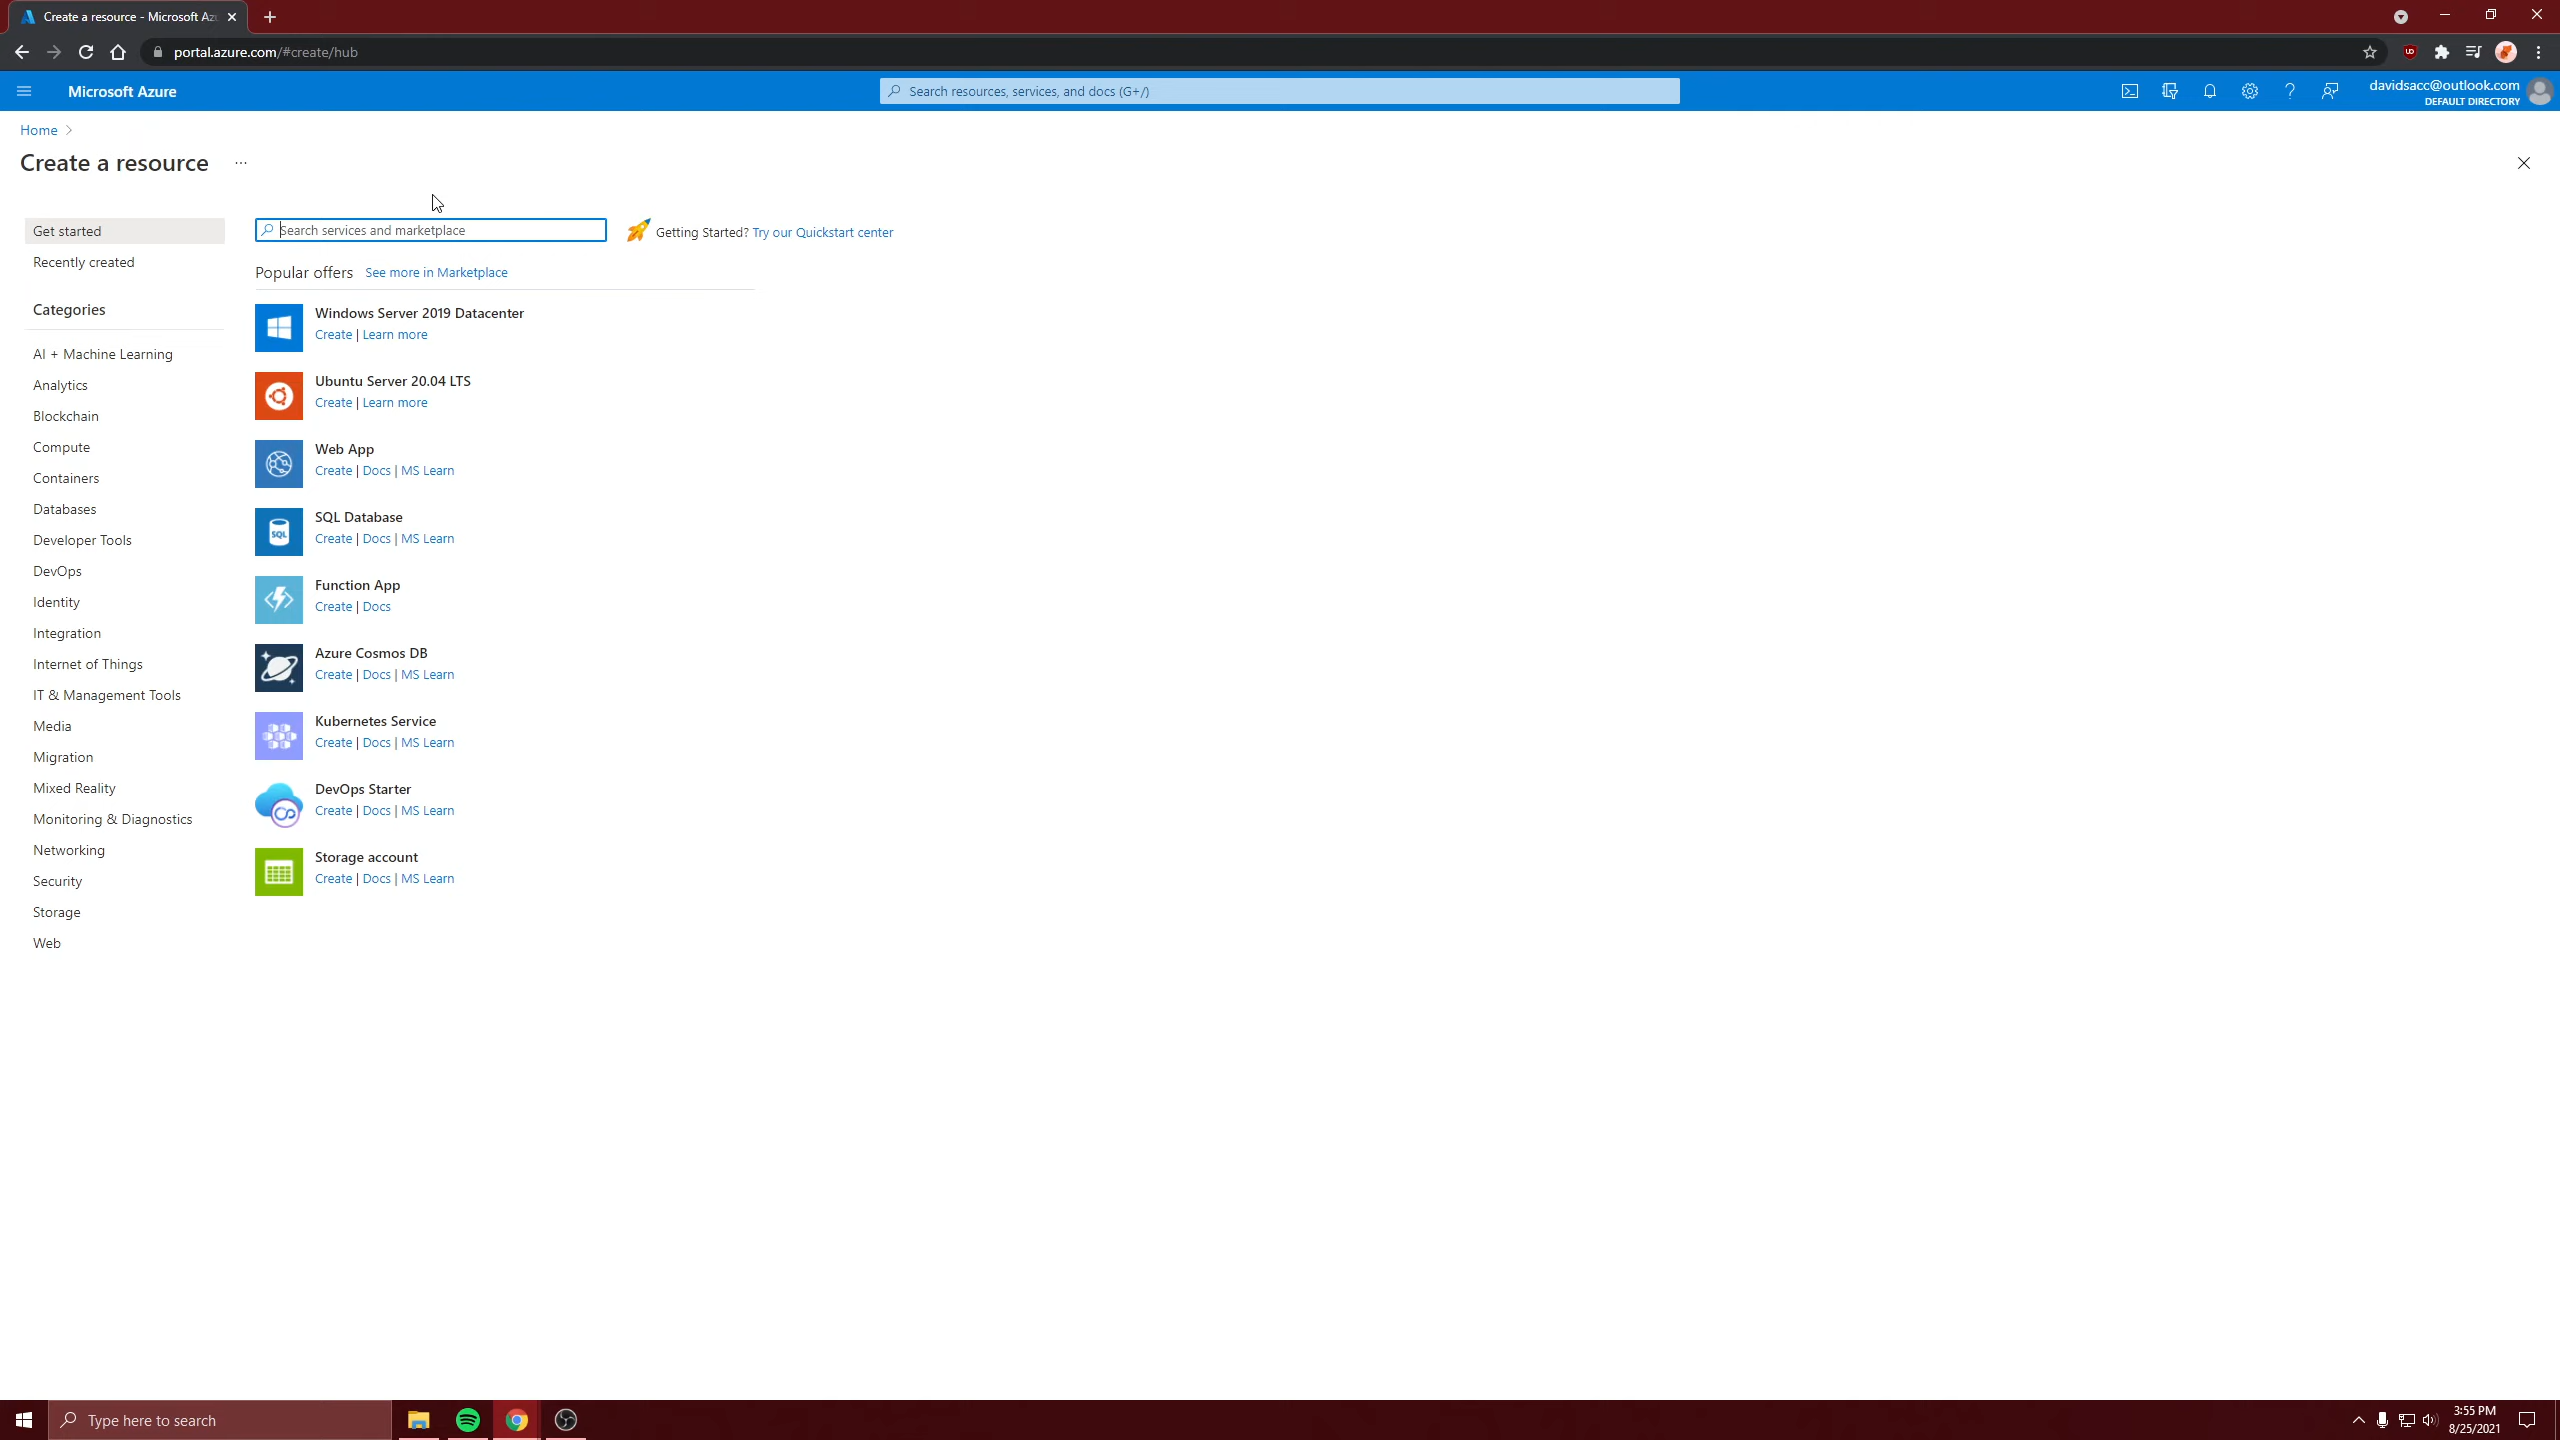 Create a resource - Microsoft Az
portal.azure.com/#create/hub
Microsoft Azure
Search resources, services, and docs (G+/)
davidsacc@outlook.com
DEFAULT DIRECTORY
Home
Create a resource
Get started
Recently created
Categories
AI + Machine Learning
Analytics
Blockchain
Compute
Containers
Databases
Developer Tools
DevOps
Identity
Integration
Internet of Things
IT & Management Tools
Media
Migration
Mixed Reality
Monitoring & Diagnostics
Networking
Security
Storage
Web
Search services and marketplace
Getting Started? Try our Quickstart center
Popular offers See more in Marketplace
Windows Server 2019 Datacenter
Create | Learn more
Ubuntu Server 20.04 LTS
Create | Learn more
Web App
Create | Docs | MS Learn
SQL Database
Create | Docs | MS Learn
SQL
Function App
Create | Docs
Azure Cosmos DB
Create | Docs | MS Learn
Kubernetes Service
Create | Docs | MS Learn
DevOps Starter
Create | Docs | MS Learn
Storage account
Create | Docs | MS Learn
Type here to search
3:55 PM
8/25/2021